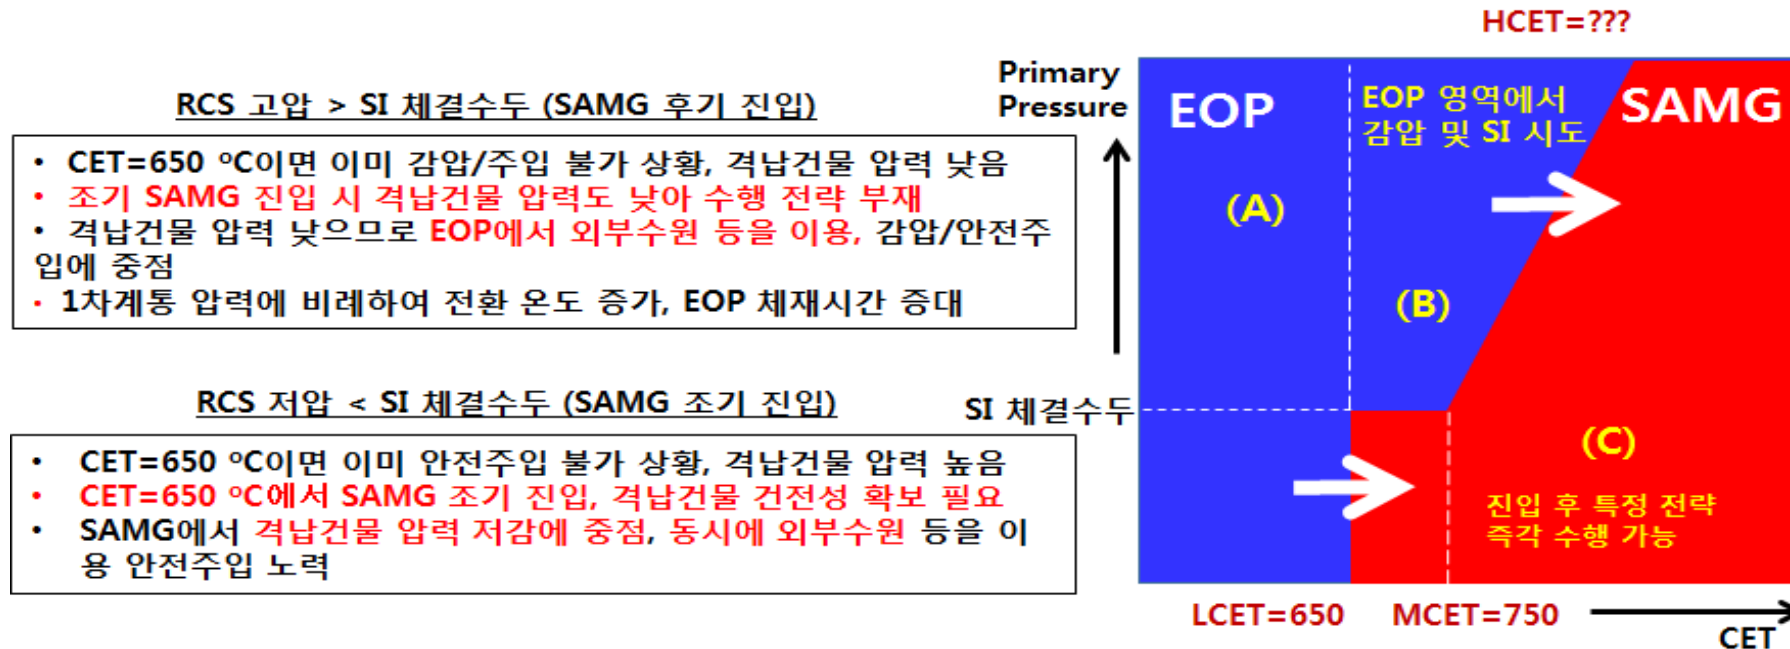 RCS 고압 > SI 체결수두 (SAMG 후기 진입)
• CET=650 ºC이면 이미 감압/주입 불가 상황, 격납건물 압력 낮음
• 조기 SAMG 진입 시 격납건물 압력도 낮아 수행 전략 부재
• 격납건물 압력 낮으므로 EOP에서 외부수원 등을 이용, 감압/안전주
입에 중점
• 1차계통 압력에 비례하여 전환 온도 증가, EOP 체재시간 증대
RCS 저압 < SI 체결수두 (SAMG 조기 진입)
• CET=650 ºC이면 이미 안전주입 불가 상황, 격납건물 압력 높음
• CET=650 ºC에서 SAMG 조기 진입, 격납건물 건전성 확보 필요
• SAMG에서 격납건물 압력 저감에 중점, 동시에 외부수원 등을 이
용 안전주입 노력
HCET=???
Primary
Pressure
EOP
EOP 영역에서
감압 및 SI 시도
SAMG
(A)
(B)
SI 체결수두
(C)
진입 후 특정 전략
즉각 수행 가능
LCET=650
MCET=750
CET